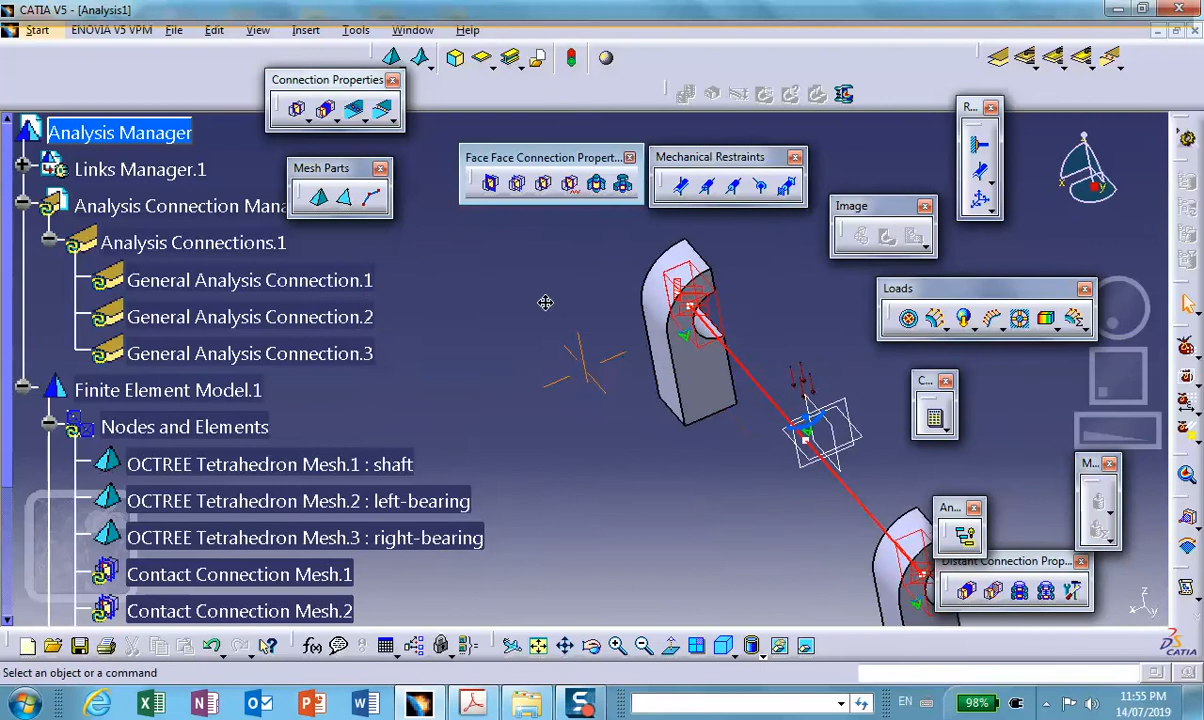 CATIA V5 - [Analysis1]
Start ENOVIA V5 VPM File Edit View Insert Tools Window Help
Connection Properties
Mesh Parts
Face Face Connection Propert...
Mechanical Restraints
R...
Image
Loads
C...
M...
An...
Distant Connection Prop...
Analysis Manager
Links Manager.1
Analysis Connection Mana
Analysis Connections.1
General Analysis Connection.1
General Analysis Connection.2
General Analysis Connection.3
Finite Element Model.1
Nodes and Elements
OCTREE Tetrahedron Mesh.1 : shaft
OCTREE Tetrahedron Mesh.2 : left-bearing
OCTREE Tetrahedron Mesh.3 : right-bearing
Contact Connection Mesh.1
Contact Connection Mesh.2
x
y
z
x y
f(x)
CATIA
Select an object or a command
EN
98%
11:55 PM
14/07/2019